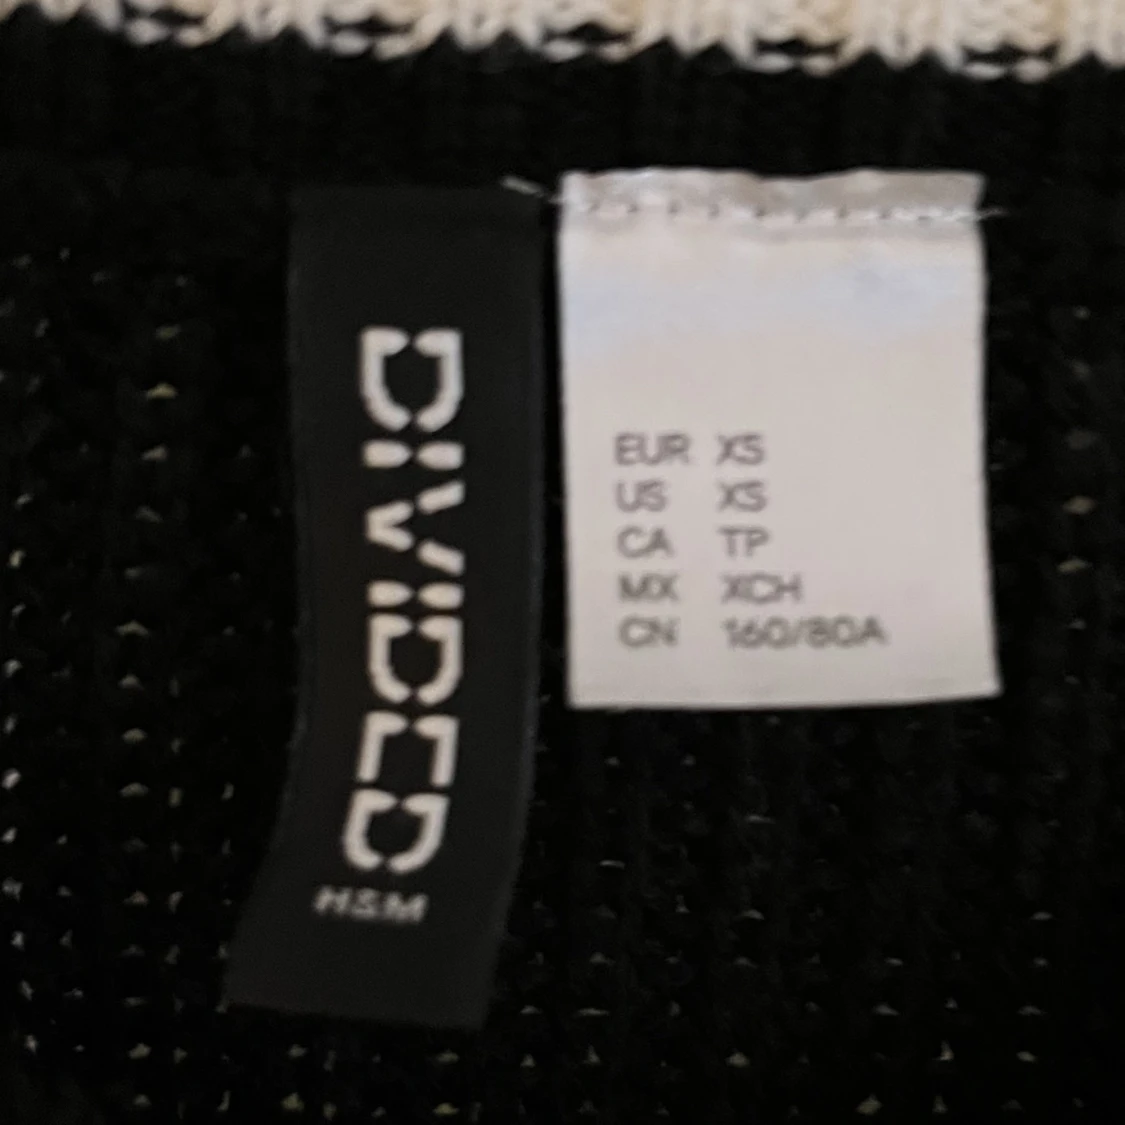 DIVIDED
H&M
EUR XS
US XS
CA TP
MX XCH
CN 160/80A